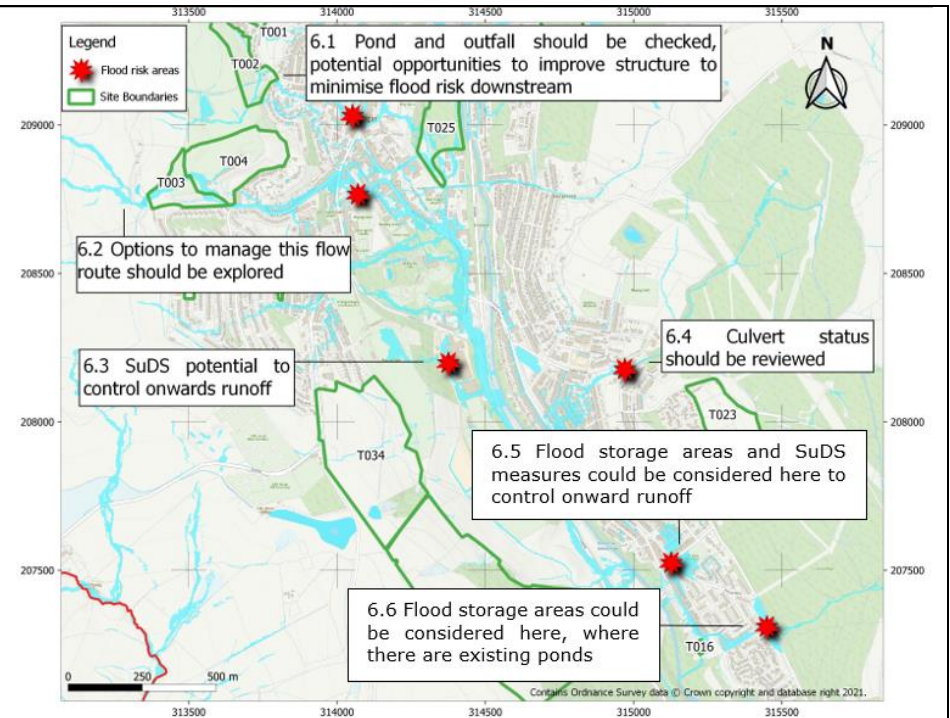 313500 314000 314500 315000 315500
Legend
Flood risk areas
Site Boundaries
T001
T002
6.1 Pond and outfall should be checked,
potential opportunities to improve structure to
minimise flood risk downstream
N
209000 209000
T025
T004
T003
6.2 Options to manage this flow
route should be explored
208500 208500
6.3 SuDS potential to
control onwards runoff
6.4 Culvert status
should be reviewed
T023
208000 208000
T034
6.5 Flood storage areas and SuDS
measures could be considered here to
control onward runoff
207500 207500
6.6 Flood storage areas could
be considered here, where
there are existing ponds
T016
0 250 500 m
Contains Ordnance Survey data © Crown copyright and database right 2021.
313500 314000 314500 315000 315500